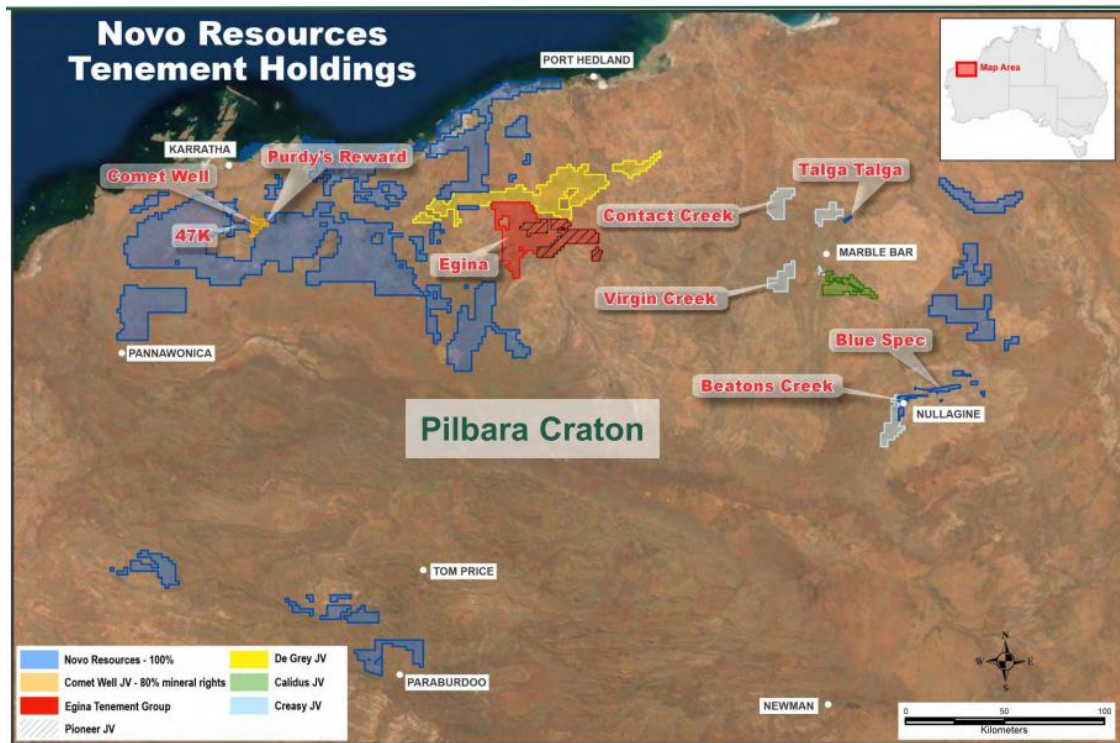 Novo Resources
Tenement Holdings
PORT HEDLAND
Map Area
KARRATHA
Purdy's Reward
Comet Well
Talga Talga
Contact Creek
47K
MARBLE BAR
Egina
Virgin Creek
PANNAWONICA
Blue Spec
Beatons Creek
NULLAGINE
Pilbara Craton
TOM PRICE
PARABURDOO
NEWMAN
Novo Resources - 100%
Comet Well JV - 80% mineral rights
Egina Tenement Group
Pioneer JV
De Grey JV
Calidus JV
Creasy JV
N
W E
S
0 50 100
Kilometers